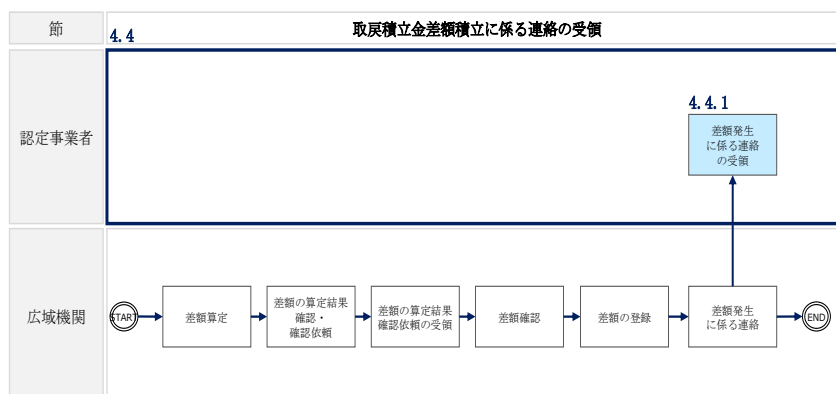 節
4.4
取戻積立金差額積立に係る連絡の受領
認定事業者
4.4.1
差額発生
に係る連絡
の受領
広域機関
START
差額算定
差額の算定結果
確認・
確認依頼
差額の算定結果
確認依頼の受領
差額確認
差額の登録
差額発生
に係る連絡
END